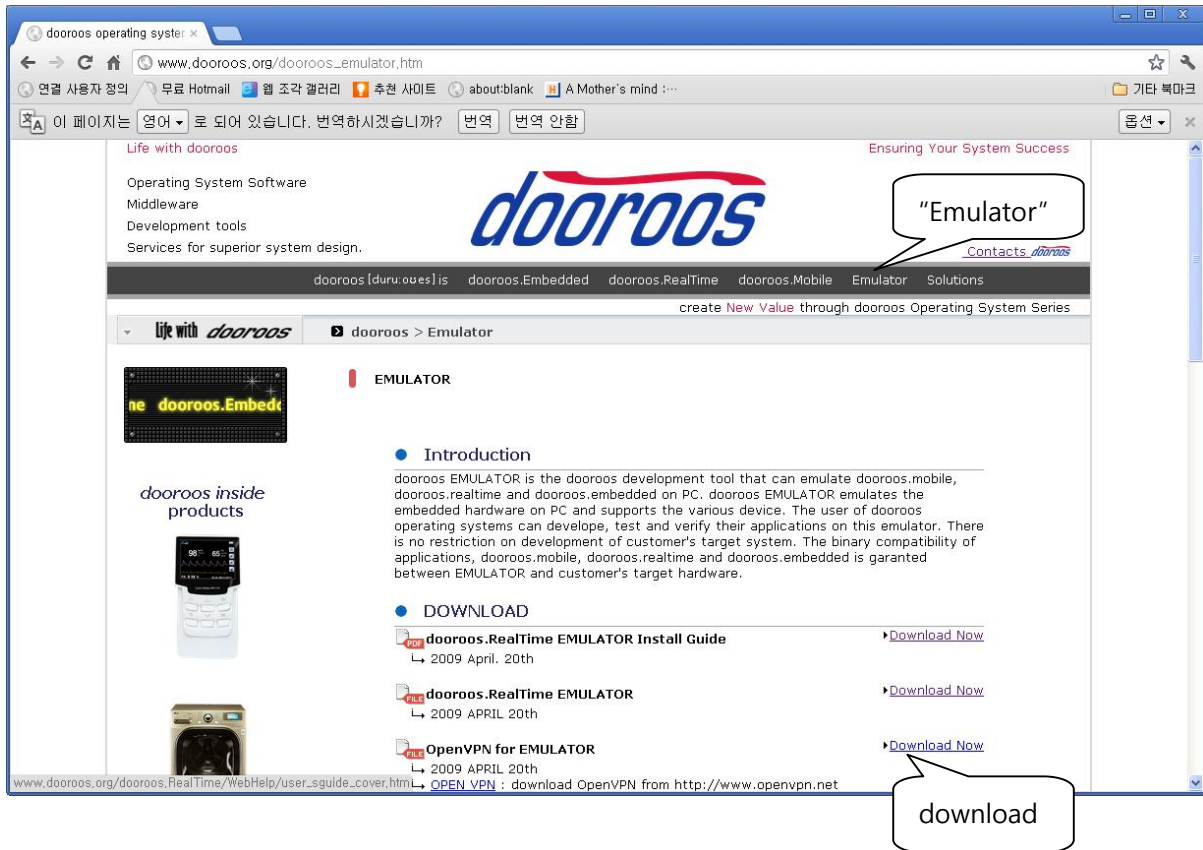 dooroos operating syster
www.dooroos.org/dooroos_emulator.htm
연결 사용자 정의 무료 Hotmail 웹 조각 갤러리 추천 사이트 about:blank A Mother's mind :… 기타 북마크
이 페이지는 영어 로 되어 있습니다. 번역하시겠습니까? 번역 번역 안함 옵션
Life with dooroos Ensuring Your System Success
Operating System Software
Middleware
Development tools
Services for superior system design.
dooroos
"Emulator"
Contacts dooroos
dooroos [duru:oʊes] is dooroos.Embedded dooroos.RealTime dooroos.Mobile Emulator Solutions
create New Value through dooroos Operating System Series
life with dooroos dooroos > Emulator
ne dooroos.Embedd
EMULATOR
dooroos inside
products
98 65
Introduction
dooroos EMULATOR is the dooroos development tool that can emulate dooroos.mobile,
dooroos.realtime and dooroos.embedded on PC. dooroos EMULATOR emulates the
embedded hardware on PC and supports the various device. The user of dooroos
operating systems can develope, test and verify their applications on this emulator. There
is no restriction on development of customer's target system. The binary compatibility of
applications, dooroos.mobile, dooroos.realtime and dooroos.embedded is garanted
between EMULATOR and customer's target hardware.
DOWNLOAD
PDF dooroos.RealTime EMULATOR Install Guide Download Now
2009 April. 20th
FILE dooroos.RealTime EMULATOR Download Now
2009 APRIL 20th
FILE OpenVPN for EMULATOR Download Now
2009 APRIL 20th
OPEN VPN : download OpenVPN from http://www.openvpn.net
www.dooroos.org/dooroos.RealTime/WebHelp/user_sguide_cover.htm
download